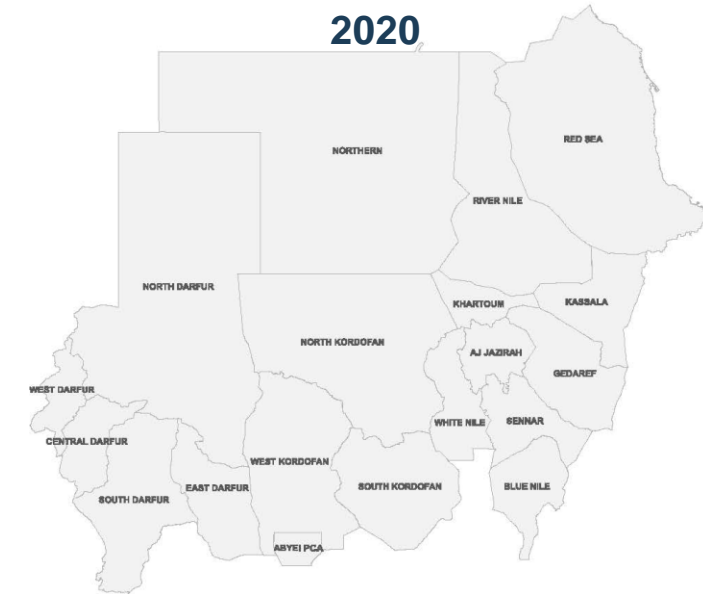 2020
RED SEA
NORTHERN
RIVER NILE
NORTH DARFUR
KHARTOUM
KASSALA
NORTH KORDOFAN
AJ JAZIRAH
GEDAREF
WEST DARFUR
WHITE NILE
SENNAR
CENTRAL DARFUR
WEST KORDOFAN
EAST DARFUR
SOUTH KORDOFAN
BLUE NILE
SOUTH DARFUR
ABYEI PCA